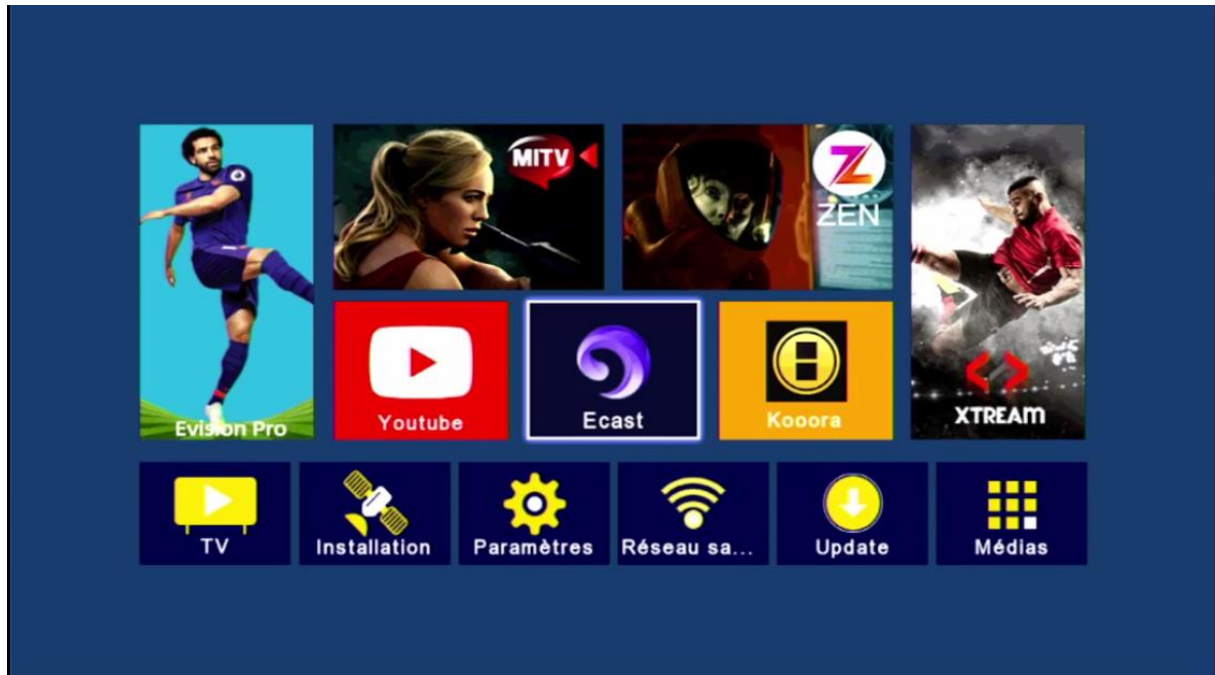 MITV
ZEN
Evision Pro
Youtube
Ecast
Kooora
XTREAM
TV
Installation
Paramètres
Réseau sa...
Update
Médias